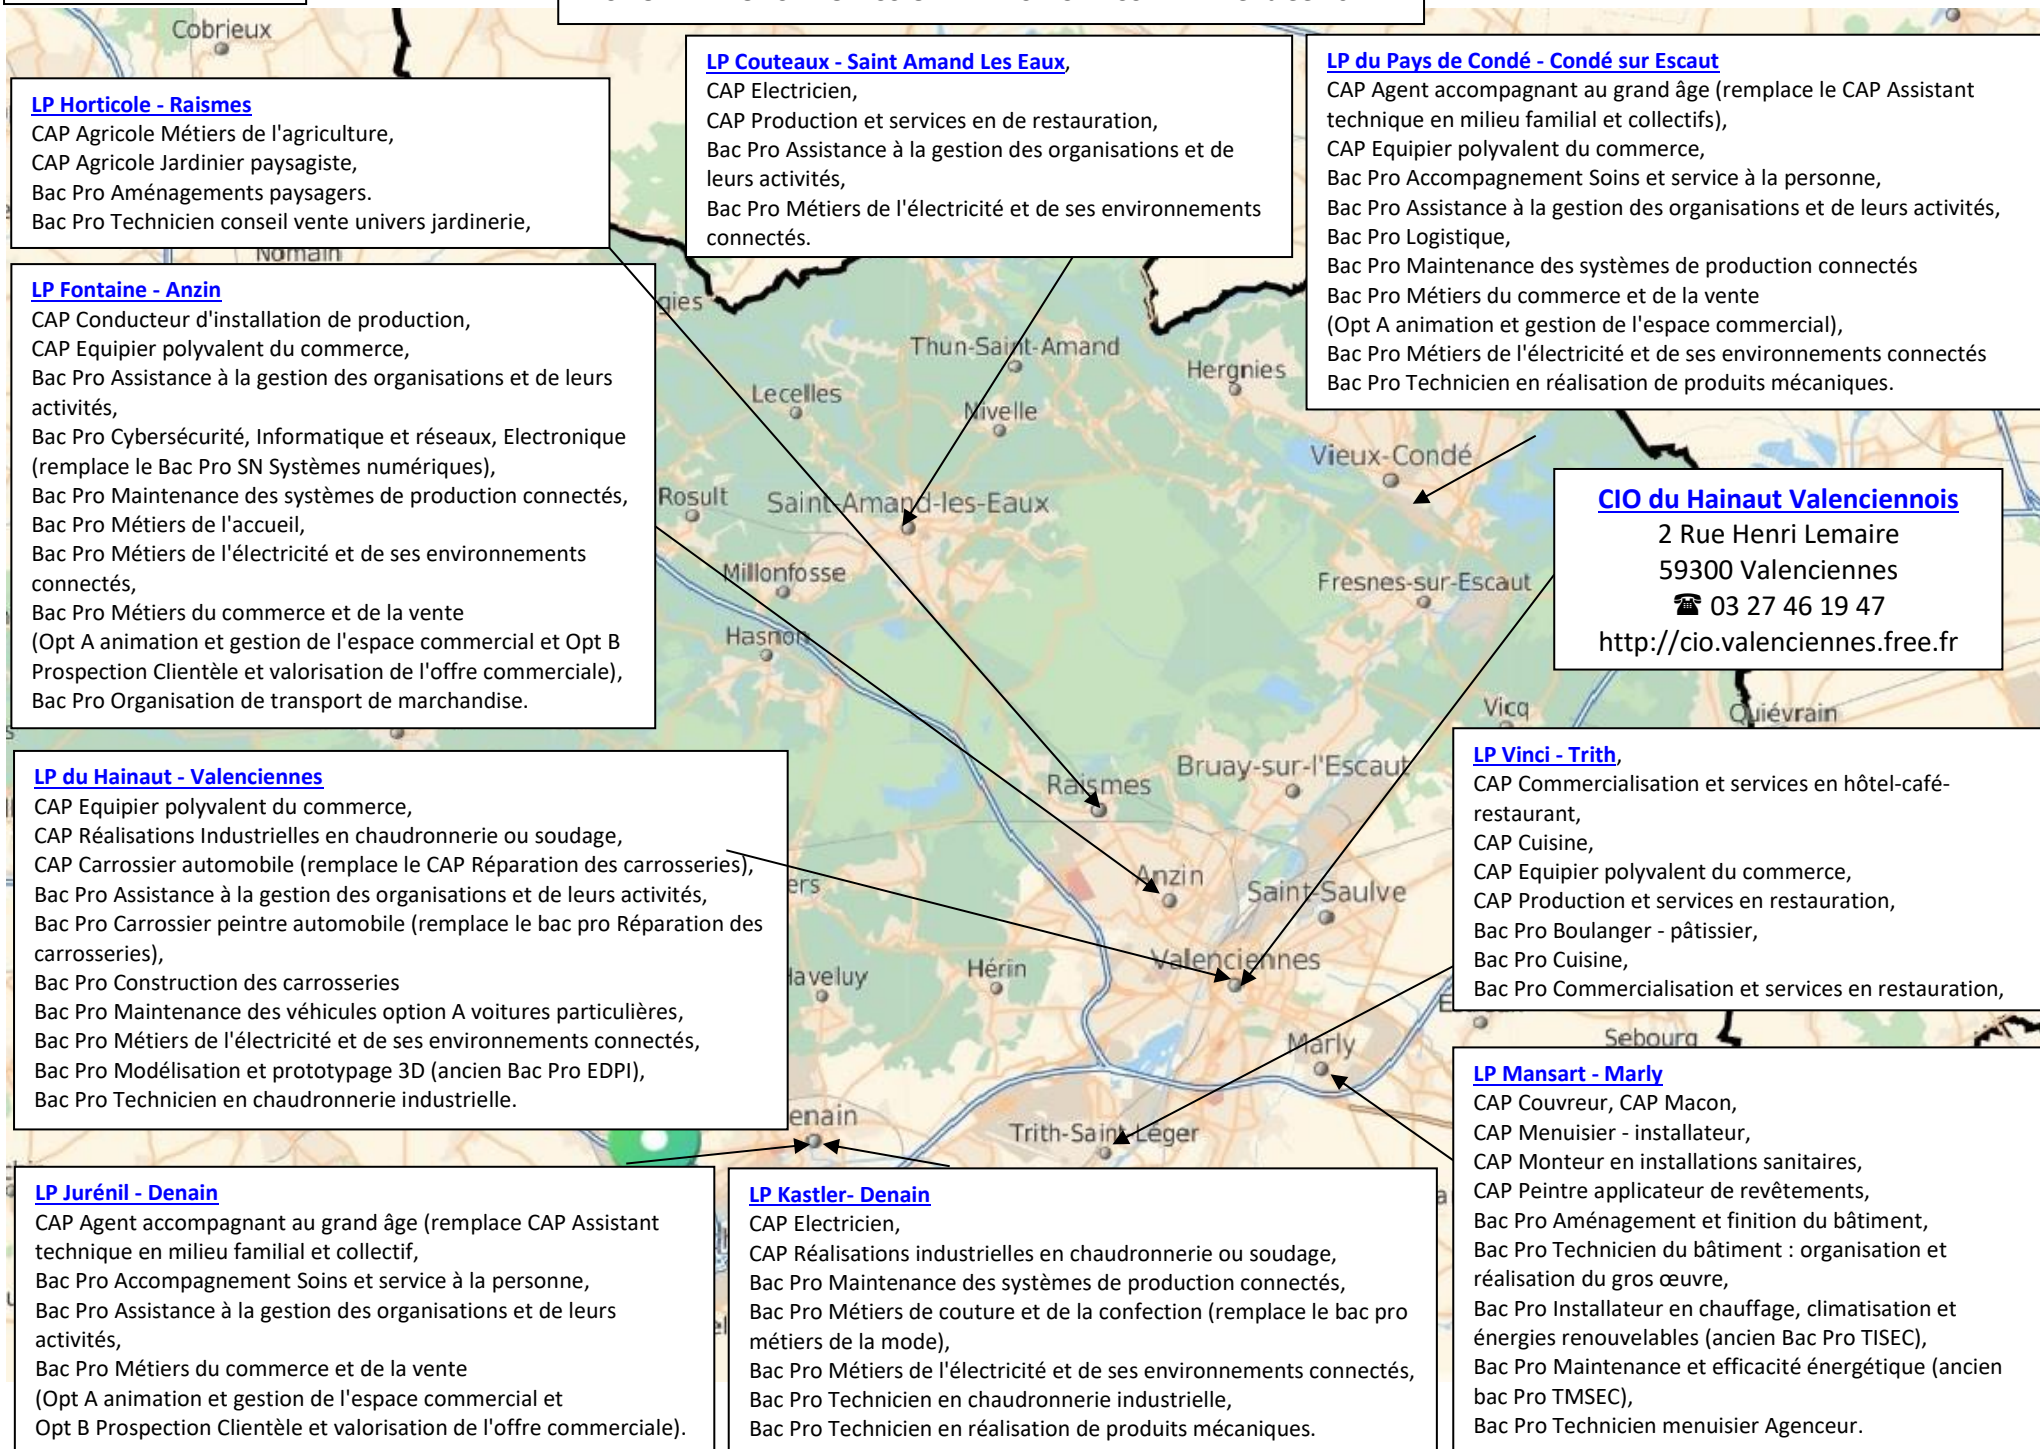 Cobrieux
LP Horticole - Raismes
CAP Agricole Métiers de l'agriculture,
CAP Agricole Jardinier paysagiste,
Bac Pro Aménagements paysagers.
Bac Pro Technicien conseil vente univers jardinerie,
LP Couteaux - Saint Amand Les Eaux,
CAP Electricien,
CAP Production et services en de restauration,
Bac Pro Assistance à la gestion des organisations et de
leurs activités,
Bac Pro Métiers de l'électricité et de ses environnements
connectés.
LP du Pays de Condé - Condé sur Escaut
CAP Agent accompagnant au grand âge (remplace le CAP Assistant
technique en milieu familial et collectifs),
CAP Equipier polyvalent du commerce,
Bac Pro Accompagnement Soins et service à la personne,
Bac Pro Assistance à la gestion des organisations et de leurs activités,
Bac Pro Logistique,
Bac Pro Maintenance des systèmes de production connectés
Bac Pro Métiers du commerce et de la vente
(Opt A animation et gestion de l'espace commercial),
Bac Pro Métiers de l'électricité et de ses environnements connectés
Bac Pro Technicien en réalisation de produits mécaniques.
Nomain
LP Fontaine - Anzin
CAP Conducteur d'installation de production,
CAP Equipier polyvalent du commerce,
Bac Pro Assistance à la gestion des organisations et de leurs
activités,
Bac Pro Cybersécurité, Informatique et réseaux, Electronique
(remplace le Bac Pro SN Systèmes numériques),
Bac Pro Maintenance des systèmes de production connectés,
Bac Pro Métiers de l'accueil,
Bac Pro Métiers de l'électricité et de ses environnements
connectés,
Bac Pro Métiers du commerce et de la vente
(Opt A animation et gestion de l'espace commercial et Opt B
Prospection Clientèle et valorisation de l'offre commerciale),
Bac Pro Organisation de transport de marchandise.
gies
Thun-Saint-Amand
Hergnies
Lecelles
Nivelle
Vieux-Condé
Rosult
Saint-Amand-les-Eaux
Millonfosse
Fresnes-sur-Escaut
Hasnon
CIO du Hainaut Valenciennois
2 Rue Henri Lemaire
59300 Valenciennes
☎ 03 27 46 19 47
http://cio.valenciennes.free.fr
Vicq
Quiévrain
Bruay-sur-l'Escaut
Raismes
LP du Hainaut - Valenciennes
CAP Equipier polyvalent du commerce,
CAP Réalisations Industrielles en chaudronnerie ou soudage,
CAP Carrossier automobile (remplace le CAP Réparation des carrosseries),
Bac Pro Assistance à la gestion des organisations et de leurs activités,
Bac Pro Carrossier peintre automobile (remplace le bac pro Réparation des
carrosseries),
Bac Pro Construction des carrosseries
Bac Pro Maintenance des véhicules option A voitures particulières,
Bac Pro Métiers de l'électricité et de ses environnements connectés,
Bac Pro Modélisation et prototypage 3D (ancien Bac Pro EDPI),
Bac Pro Technicien en chaudronnerie industrielle.
ers
Anzin
Saint-Saulve
Valenciennes
Hérin
Haveluy
Marly
Sebourg
enain
Trith-Saint-Léger
LP Vinci - Trith,
CAP Commercialisation et services en hôtel-café-
restaurant,
CAP Cuisine,
CAP Equipier polyvalent du commerce,
CAP Production et services en restauration,
Bac Pro Boulanger - pâtissier,
Bac Pro Cuisine,
Bac Pro Commercialisation et services en restauration,
LP Jurénil - Denain
CAP Agent accompagnant au grand âge (remplace CAP Assistant
technique en milieu familial et collectif,
Bac Pro Accompagnement Soins et service à la personne,
Bac Pro Assistance à la gestion des organisations et de leurs
activités,
Bac Pro Métiers du commerce et de la vente
(Opt A animation et gestion de l'espace commercial et
Opt B Prospection Clientèle et valorisation de l'offre commerciale).
LP Kastler- Denain
CAP Electricien,
CAP Réalisations industrielles en chaudronnerie ou soudage,
Bac Pro Maintenance des systèmes de production connectés,
Bac Pro Métiers de couture et de la confection (remplace le bac pro
métiers de la mode),
Bac Pro Métiers de l'électricité et de ses environnements connectés,
Bac Pro Technicien en chaudronnerie industrielle,
Bac Pro Technicien en réalisation de produits mécaniques.
LP Mansart - Marly
CAP Couvreur, CAP Macon,
CAP Menuisier - installateur,
CAP Monteur en installations sanitaires,
CAP Peintre applicateur de revêtements,
Bac Pro Aménagement et finition du bâtiment,
Bac Pro Technicien du bâtiment : organisation et
réalisation du gros œuvre,
Bac Pro Installateur en chauffage, climatisation et
énergies renouvelables (ancien Bac Pro TISEC),
Bac Pro Maintenance et efficacité énergétique (ancien
bac Pro TMSEC),
Bac Pro Technicien menuisier Agenceur.